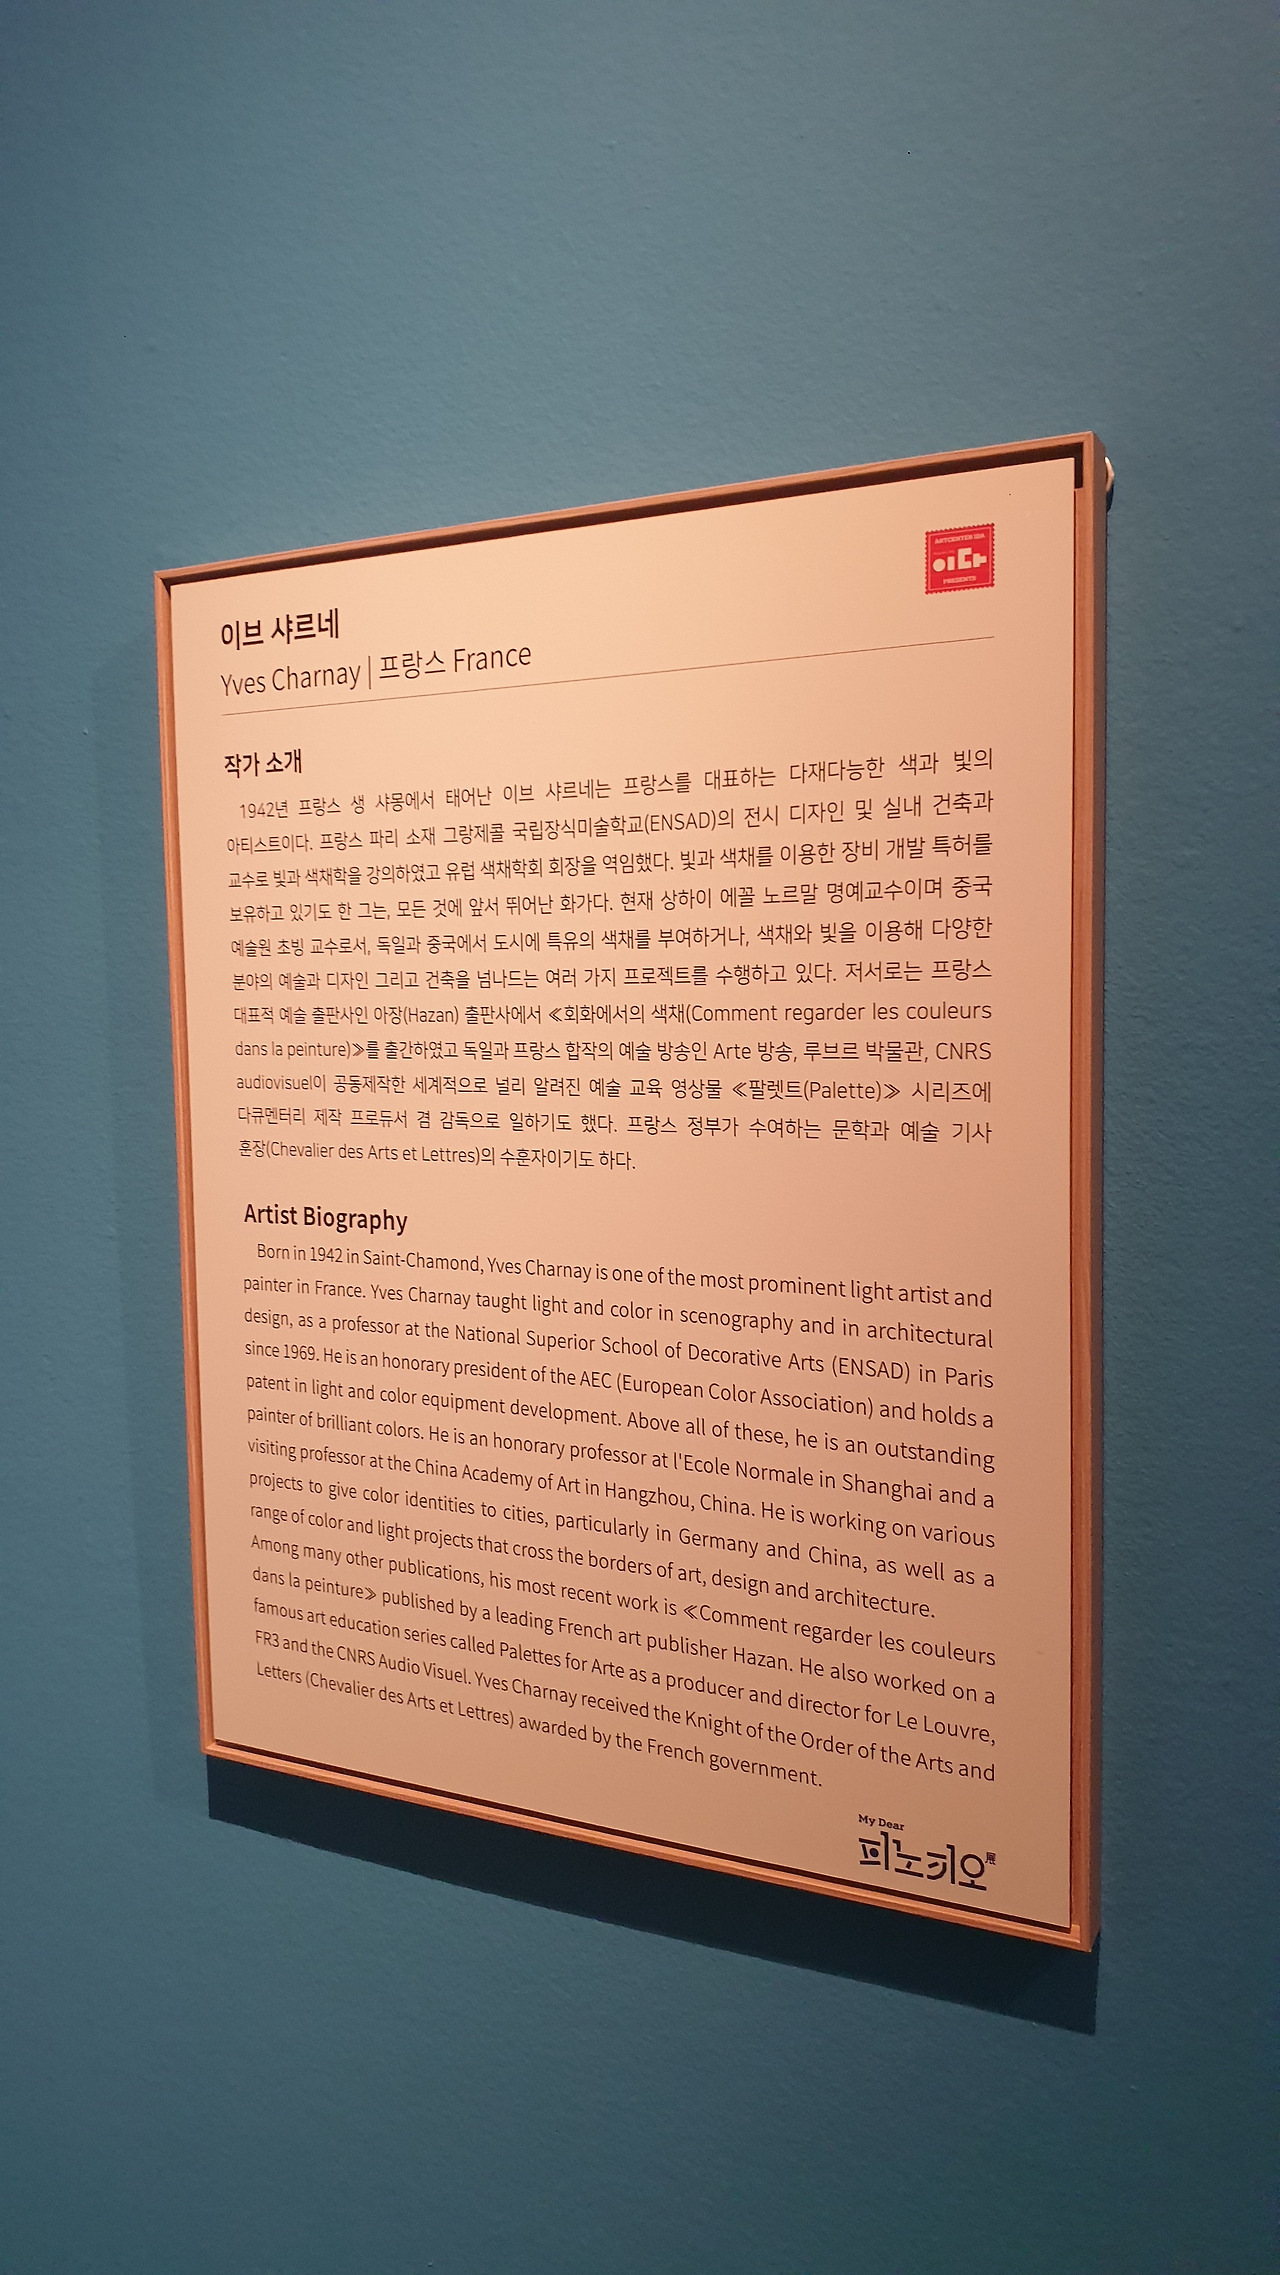 ARTCENTER IDA
이다
PRESENTS
이브 샤르네
Yves Charnay | 프랑스 France
작가 소개
1942년 프랑스 생 샤몽에서 태어난 이브 샤르네는 프랑스를 대표하는 다재다능한 색과 빛의
아티스트이다. 프랑스 파리 소재 그랑제콜 국립장식미술학교(ENSAD)의 전시 디자인 및 실내 건축과
교수로 빛과 색채학을 강의하였고 유럽 색채학회 회장을 역임했다. 빛과 색채를 이용한 장비 개발 특허를
보유하고 있기도 한 그는, 모든 것에 앞서 뛰어난 화가다. 현재 상하이 에꼴 노르말 명예교수이며 중국
예술원 초빙 교수로서, 독일과 중국에서 도시에 특유의 색채를 부여하거나, 색채와 빛을 이용해 다양한
분야의 예술과 디자인 그리고 건축을 넘나드는 여러 가지 프로젝트를 수행하고 있다. 저서로는 프랑스
대표적 예술 출판사인 아장(Hazan) 출판사에서 ≪회화에서의 색채(Comment regarder les couleurs
dans la peinture)≫를 출간하였고 독일과 프랑스 합작의 예술 방송인 Arte 방송, 루브르 박물관, CNRS
audiovisuel이 공동제작한 세계적으로 널리 알려진 예술 교육 영상물 ≪팔렛트(Palette)≫ 시리즈에
다큐멘터리 제작 프로듀서 겸 감독으로 일하기도 했다. 프랑스 정부가 수여하는 문학과 예술 기사
훈장(Chevalier des Arts et Lettres)의 수훈자이기도 하다.
Artist Biography
Born in 1942 in Saint-Chamond, Yves Charnay is one of the most prominent light artist and
painter in France. Yves Charnay taught light and color in scenography and in architectural
design, as a professor at the National Superior School of Decorative Arts (ENSAD) in Paris
since 1969. He is an honorary president of the AEC (European Color Association) and holds a
patent in light and color equipment development. Above all of these, he is an outstanding
painter of brilliant colors. He is an honorary professor at l'Ecole Normale in Shanghai and a
visiting professor at the China Academy of Art in Hangzhou, China. He is working on various
projects to give color identities to cities, particularly in Germany and China, as well as a
range of color and light projects that cross the borders of art, design and architecture.
Among many other publications, his most recent work is ≪Comment regarder les couleurs
dans la peinture≫ published by a leading French art publisher Hazan. He also worked on a
famous art education series called Palettes for Arte as a producer and director for Le Louvre,
FR3 and the CNRS Audio Visuel. Yves Charnay received the Knight of the Order of the Arts and
Letters (Chevalier des Arts et Lettres) awarded by the French government.
My Dear
피노키오展